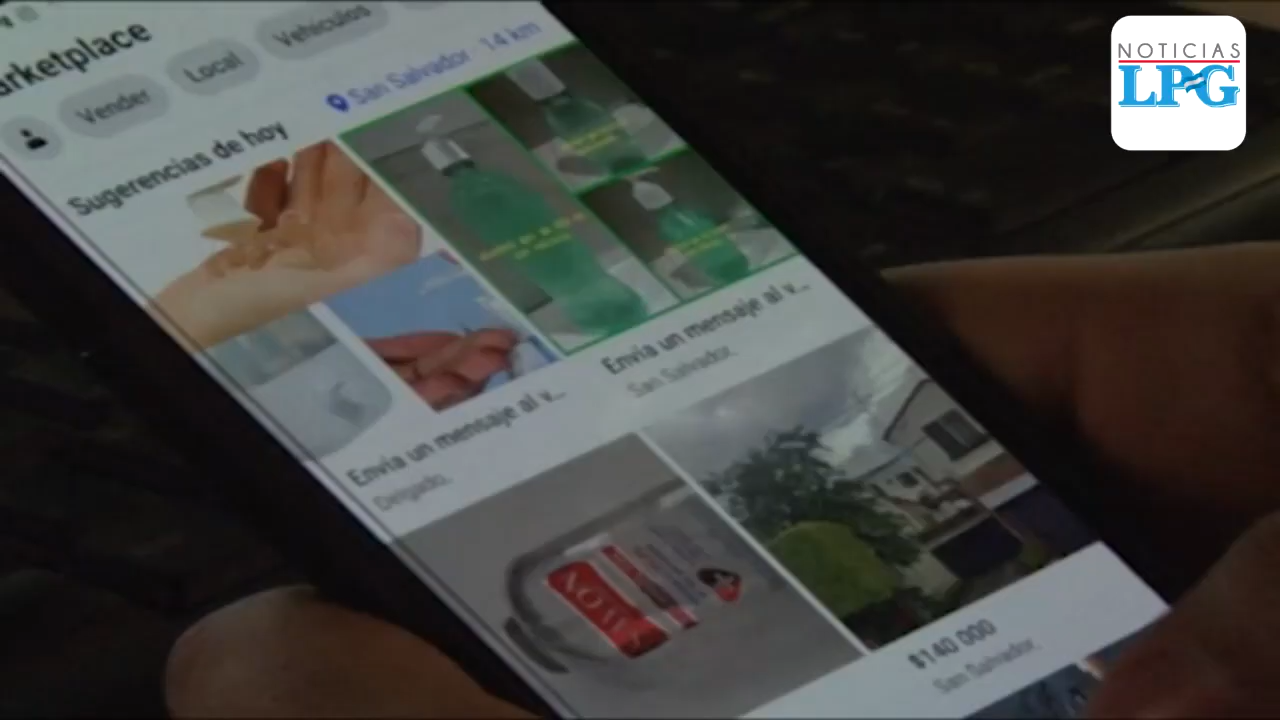 NOTICIAS
LPG
arketplace
Vender
Local
Vehículos
Sugerencias de hoy
San Salvador · 14 km
Envía un mensaje al v...
San Salvador,
Envía un mensaje al v...
Delgado,
$140 000
San Salvador,